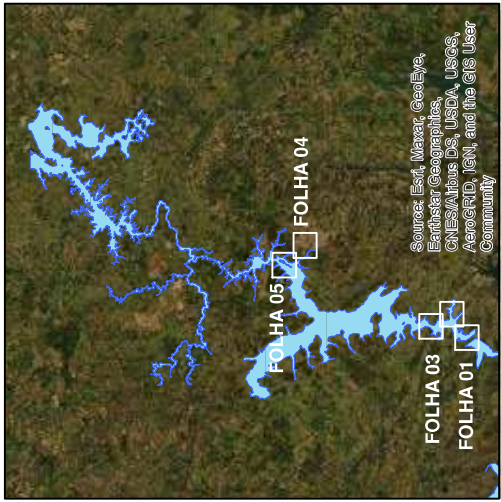 FOLHA 04
FOLHA 05
FOLHA 03
FOLHA 01
Source: Esri, Maxar, GeoEye,
Earthstar Geographics,
CNES/Airbus DS, USDA, USGS,
AeroGRID, IGN, and the GIS User
Community